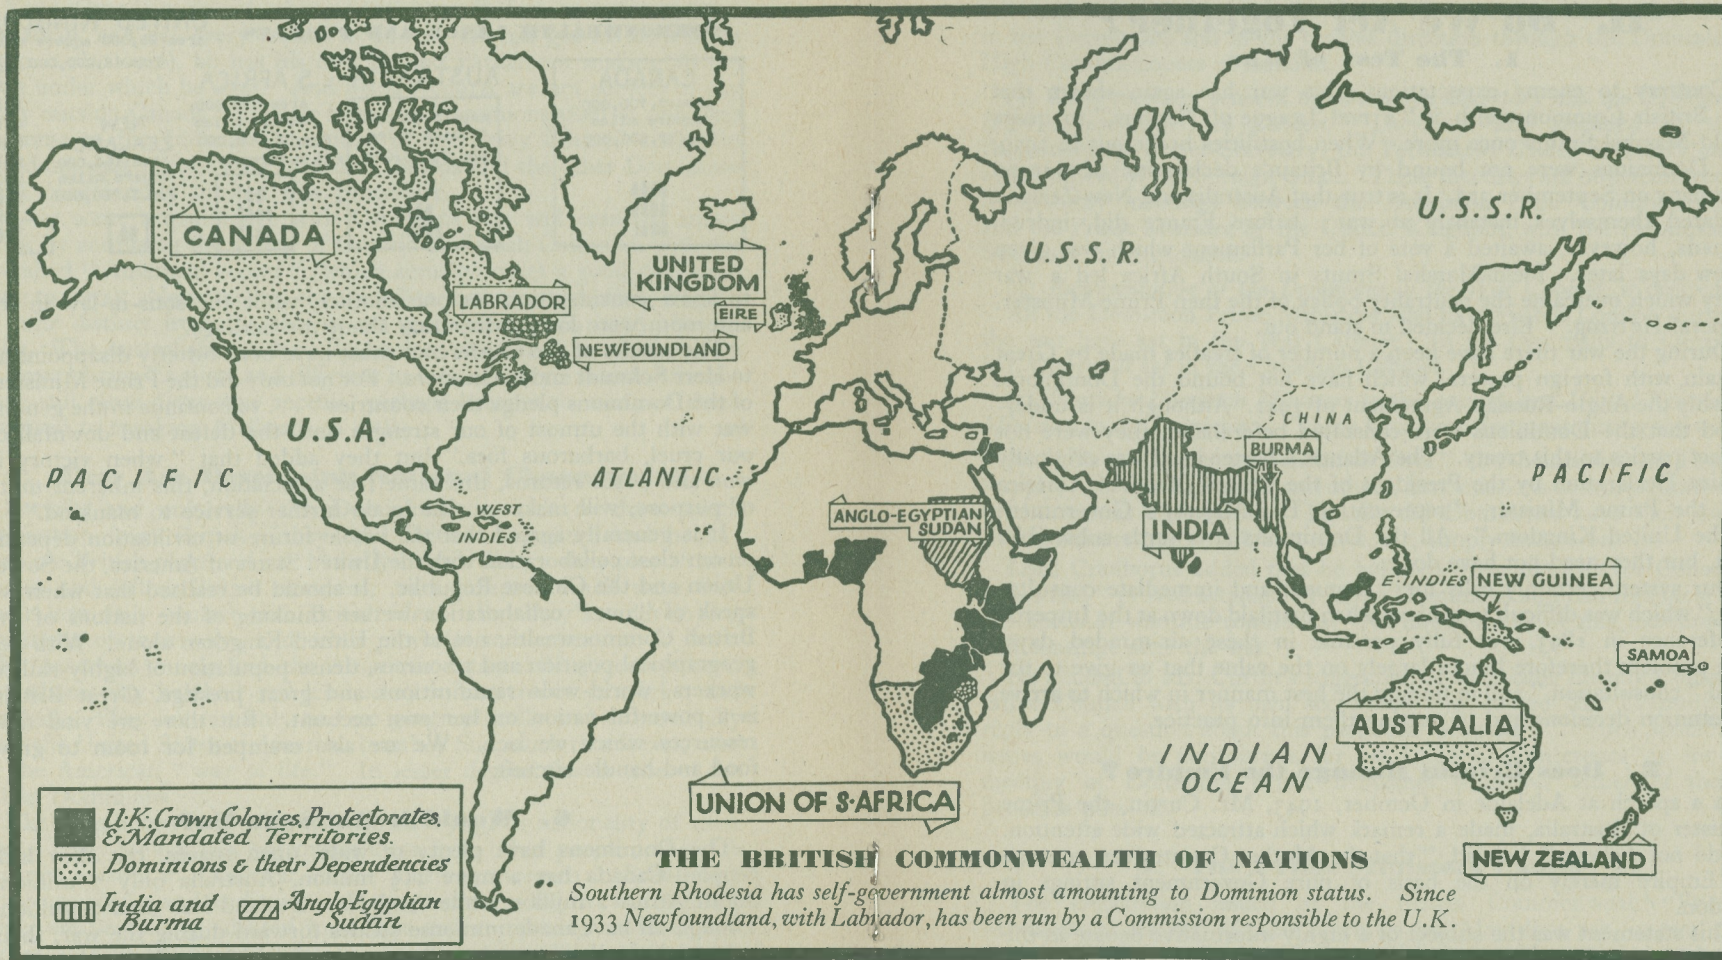 CANADA
LABRADOR
NEWFOUNDLAND
UNITED
KINGDOM
EIRE
U.S.S.R.
U.S.S.R.
U.S.A.
CHINA
BURMA
PACIFIC
ATLANTIC
PACIFIC
WEST
INDIES
ANGLO-EGYPTIAN
SUDAN
INDIA
E·INDIES
NEW GUINEA
SAMOA
AUSTRALIA
INDIAN
OCEAN
UNION OF S·AFRICA
NEW ZEALAND
U·K·Crown Colonies, Protectorates,
& Mandated Territories.
Dominions & their Dependencies
India and
Burma
Anglo-Egyptian
Sudan
THE BRITISH COMMONWEALTH OF NATIONS
Southern Rhodesia has self-government almost amounting to Dominion status. Since
1933 Newfoundland, with Labrador, has been run by a Commission responsible to the U.K.